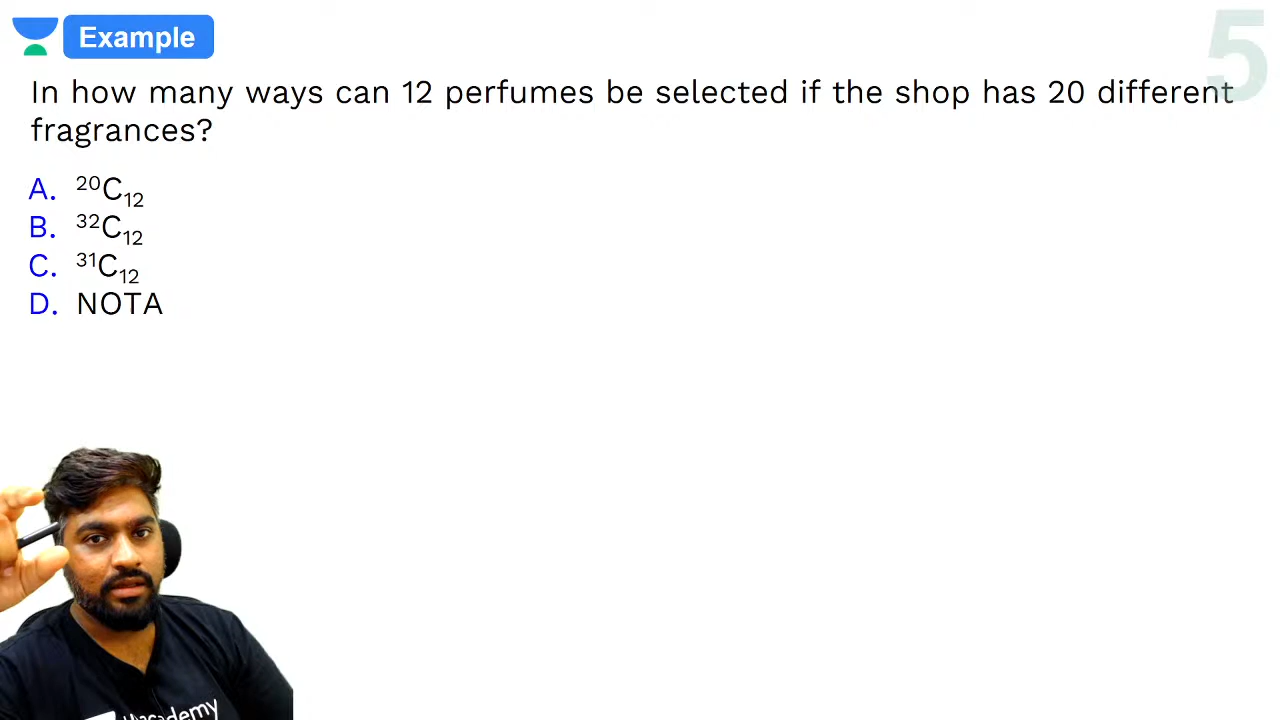 Example
5
In how many ways can 12 perfumes be selected if the shop has 20 different
fragrances?
A. ²⁰C₁₂
B. ³²C₁₂
C. ³¹C₁₂
D. NOTA